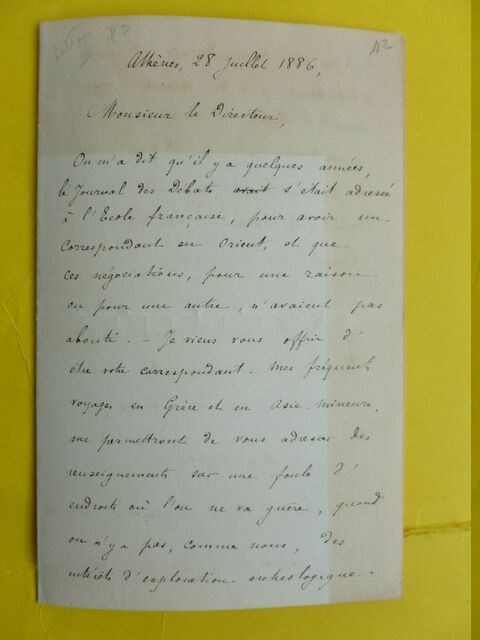 42
Athènes, 28 Juillet 1886,
Monsieur le Directeur,
On m'a dit qu'il y a quelques années,
le Journal des Débats avait s'était adressé
à l'Ecole française, pour avoir un
correspondant en Orient, et que
ces négociations, pour une raison
ou pour une autre, n'avaient pas
abouti. — Je viens vous offrir d'
être votre correspondant. Mes fréquents
voyages en Grèce et en Asie-Mineure,
me permettront de vous adresser des
renseignements sur une foule d'
endroits où l'on ne va guère, quand
on n'y a pas, comme nous, des
intérêts d'exploration archéologique.